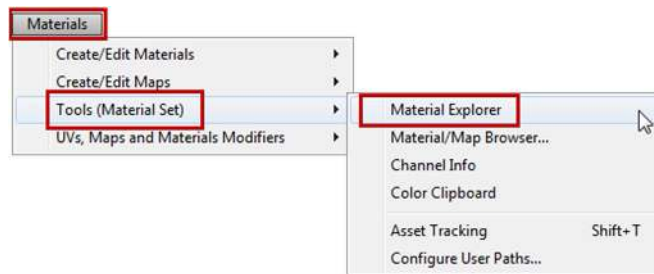 Materials
Create/Edit Materials
Create/Edit Maps
Tools (Material Set)
UVs, Maps and Materials Modifiers
Material Explorer
Material/Map Browser...
Channel Info
Color Clipboard
Asset Tracking Shift+T
Configure User Paths...